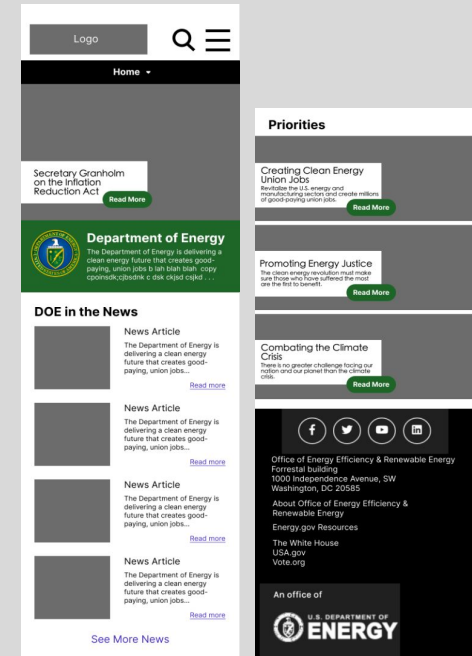 Logo
Home
Secretary Granholm
on the Inflation
Reduction Act
Read More
Department of Energy
The Department of Energy is delivering a
clean energy future that creates good-
paying, union jobs b lah blah blah copy
cpoinsdk;cjbsdnk c dsk ckjsd csjkd . . .
DOE in the News
News Article
The Department of Energy is
delivering a clean energy
future that creates good-
paying, union jobs...
Read more
News Article
The Department of Energy is
delivering a clean energy
future that creates good-
paying, union jobs...
Read more
News Article
The Department of Energy is
delivering a clean energy
future that creates good-
paying, union jobs...
Read more
News Article
The Department of Energy is
delivering a clean energy
future that creates good-
paying, union jobs...
Read more
See More News
Priorities
Creating Clean Energy
Union Jobs
Revitalize the U.S. energy and
manufacturing sectors and create millions
of good-paying union jobs.
Read More
Promoting Energy Justice
The clean energy revolution must make
sure those who have suffered the most
are the first to benefit.
Read More
Combating the Climate
Crisis
There is no greater challenge facing our
nation and our planet than the climate
crisis.
Read More
Office of Energy Efficiency & Renewable Energy
Forrestal building
1000 Independence Avenue, SW
Washington, DC 20585
About Office of Energy Efficiency &
Renewable Energy
Energy.gov Resources
The White House
USA.gov
Vote.org
An office of
U.S. DEPARTMENT OF
ENERGY